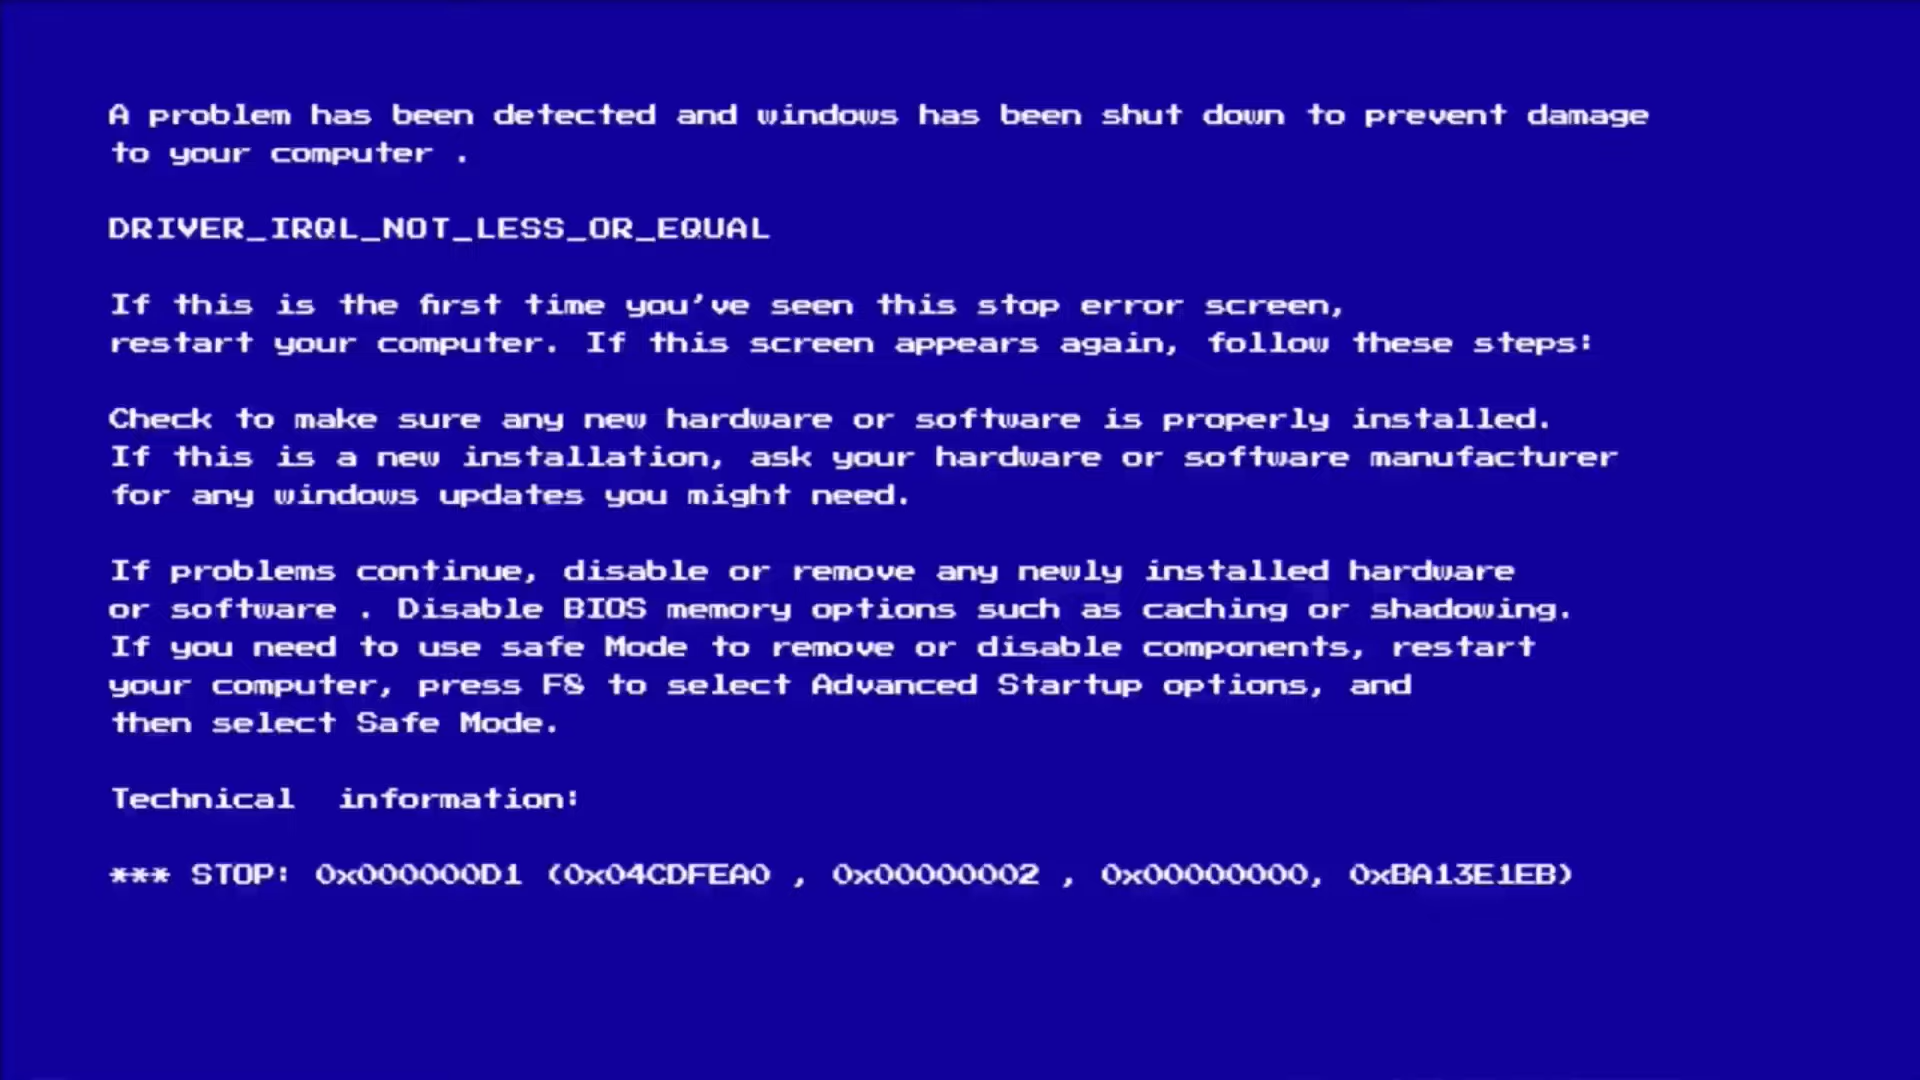 A problem has been detected and windows has been shut down to prevent damage
to your computer .
DRIVER_IRQL_NOT_LESS_OR_EQUAL
If this is the first time you've seen this stop error screen,
restart your computer. If this screen appears again, follow these steps:
Check to make sure any new hardware or software is properly installed.
If this is a new installation, ask your hardware or software manufacturer
for any windows updates you might need.
If problems continue, disable or remove any newly installed hardware
or software . Disable BIOS memory options such as caching or shadowing.
If you need to use safe Mode to remove or disable components, restart
your computer, press F& to select Advanced Startup options, and
then select Safe Mode.
Technical  information:
*** STOP: 0x000000D1 (0x04CDFEA0 , 0x00000002 , 0x00000000, 0xBA13E1EB)